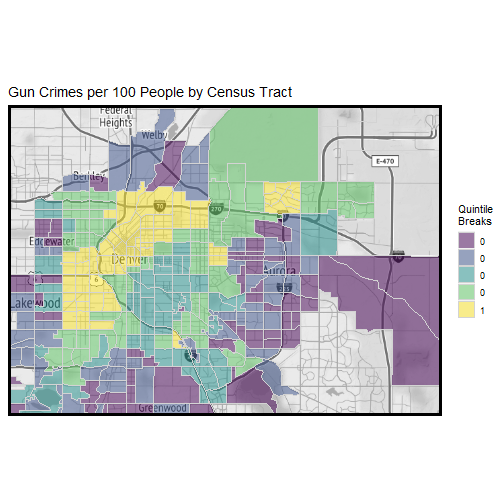 Gun Crimes per 100 People by Census Tract
Federal
Heights
Welby
Berkley
E-470
70
270
Edgewater
Denver
Aurora
6
Lakewood
Greenwood
Quintile
Breaks
0
0
0
0
1